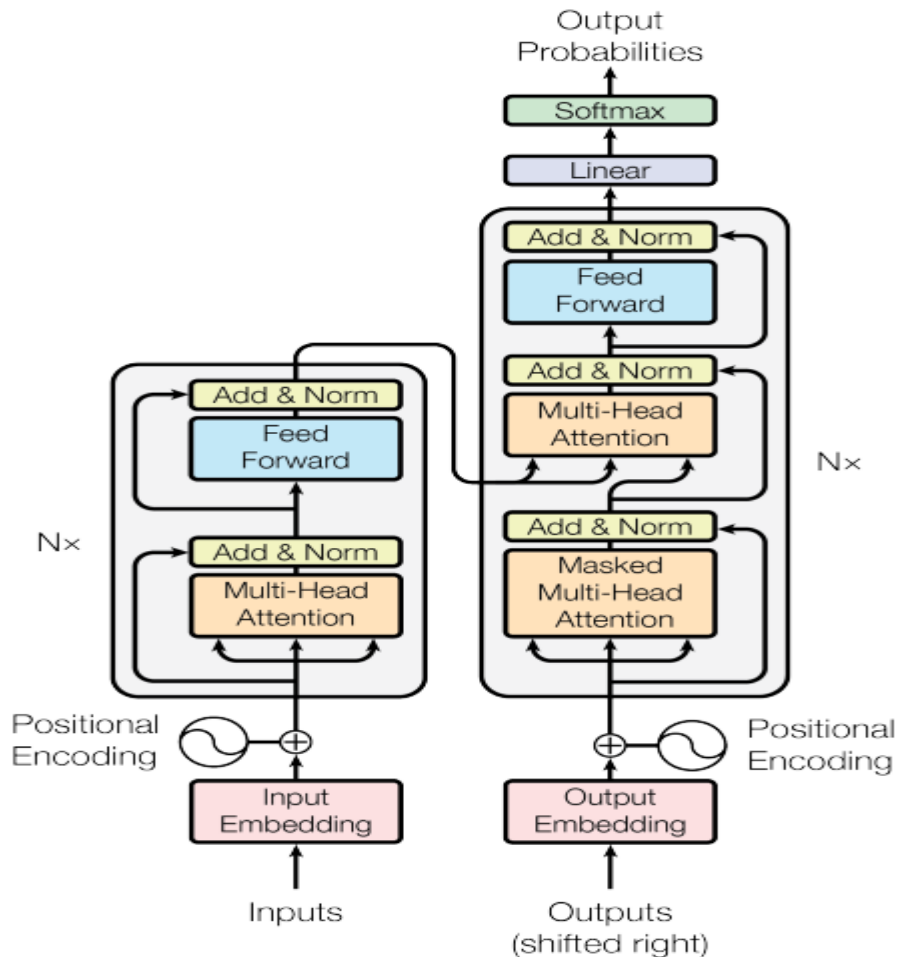 Output
Probabilities
Softmax
Linear
Add & Norm
Feed
Forward
Add & Norm
Multi-Head
Attention
Nx
Add & Norm
Masked
Multi-Head
Attention
Add & Norm
Feed
Forward
Nx
Add & Norm
Multi-Head
Attention
Positional
Encoding
Positional
Encoding
Input
Embedding
Output
Embedding
Inputs
Outputs
(shifted right)